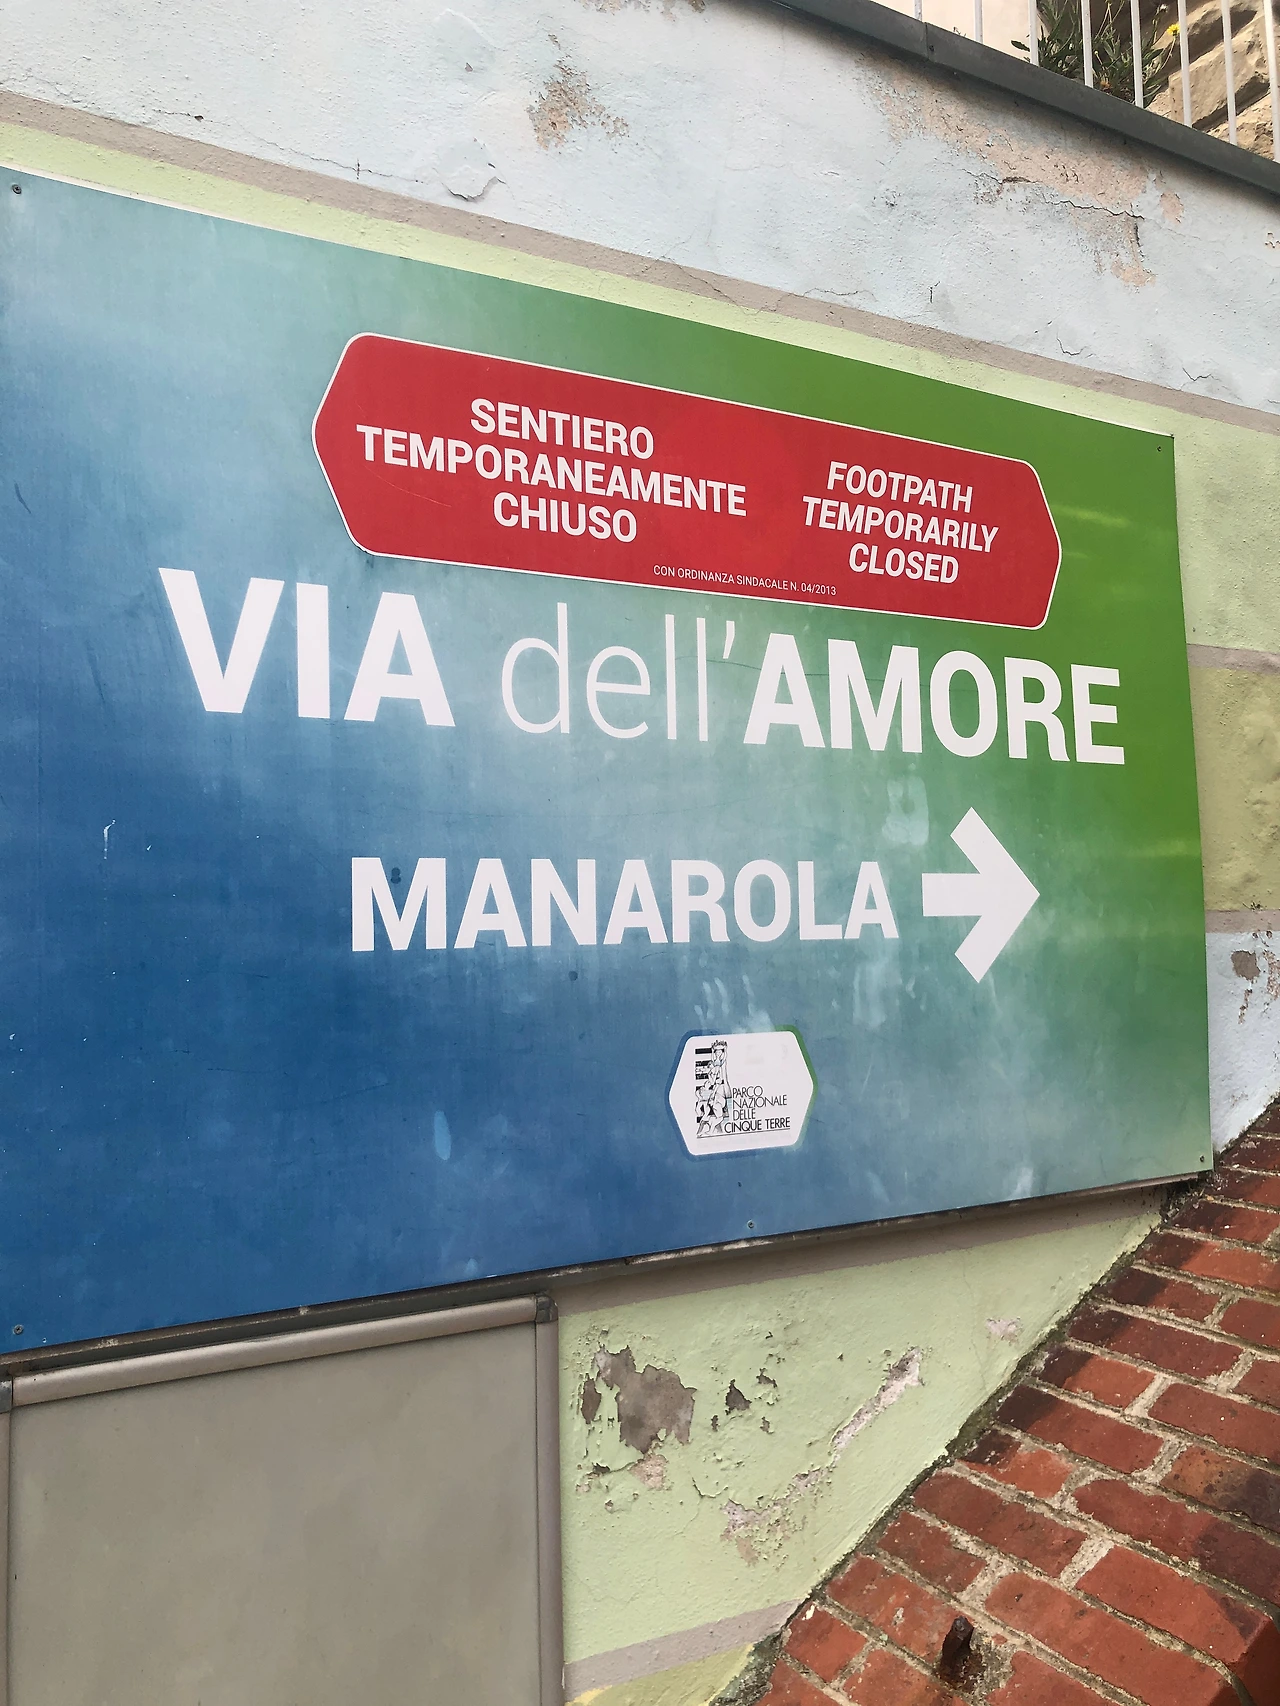 SENTIERO
TEMPORANEAMENTE
CHIUSO
FOOTPATH
TEMPORARILY
CLOSED
CON ORDINANZA SINDACALE N. 04/2013
VIA dell'AMORE
MANAROLA
PARCO
NAZIONALE
DELLE
CINQUE TERRE